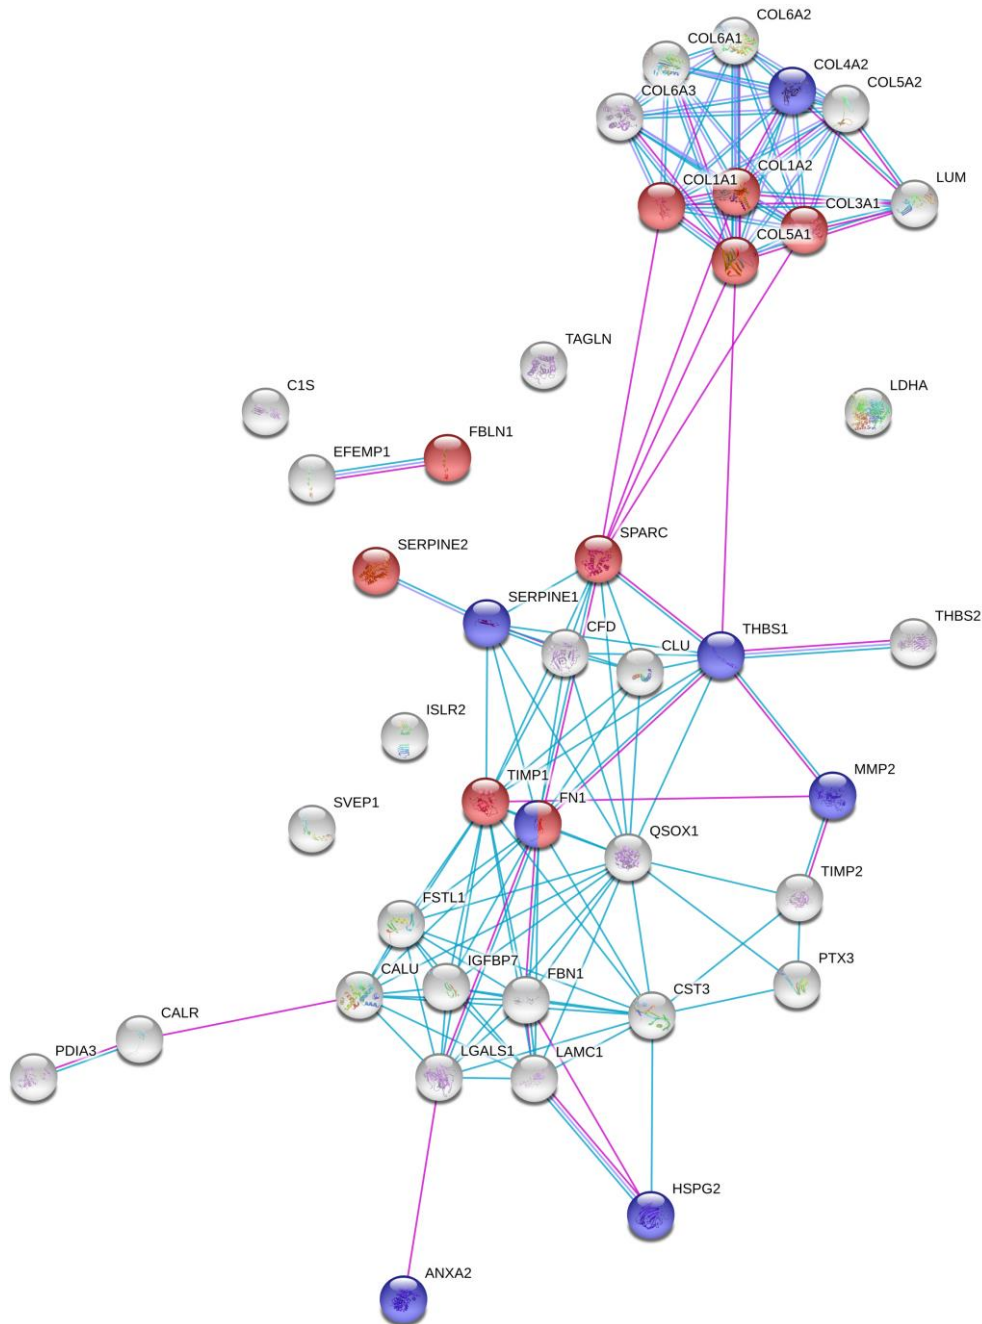 COL6A2
COL6A1
COL4A2
COL5A2
COL6A3
COL1A2
LUM
COL1A1
COL3A1
COL5A1
TAGLN
C1S
LDHA
FBLN1
EFEMP1
SPARC
SERPINE2
SERPINE1
THBS2
CFD
THBS1
CLU
ISLR2
MMP2
TIMP1
FN1
SVEP1
QSOX1
TIMP2
FSTL1
IGFBP7
FBN1
PTX3
CALU
CST3
CALR
LGALS1
LAMC1
PDIA3
HSPG2
ANXA2